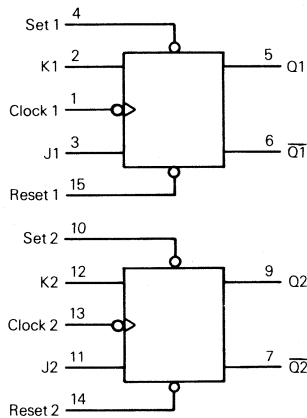 Set 1 4
K1 2 5 Q1
Clock 1 1
J1 3 6 Q1
Reset 1 15
Set 2 10
K2 12 9 Q2
Clock 2 13
J2 11 7 Q2
Reset 2 14